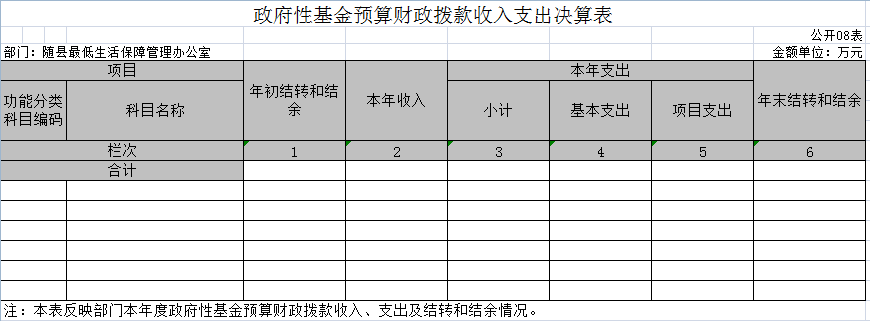 政府性基金预算财政拨款收入支出决算表
公开08表
部门：随县最低生活保障管理办公室 金额单位：万元
项目 年初结转和结余 本年收入 本年支出 年末结转和结余
功能分类科目编码 科目名称 小计 基本支出 项目支出
栏次 1 2 3 4 5 6
合计
注：本表反映部门本年度政府性基金预算财政拨款收入、支出及结转和结余情况。